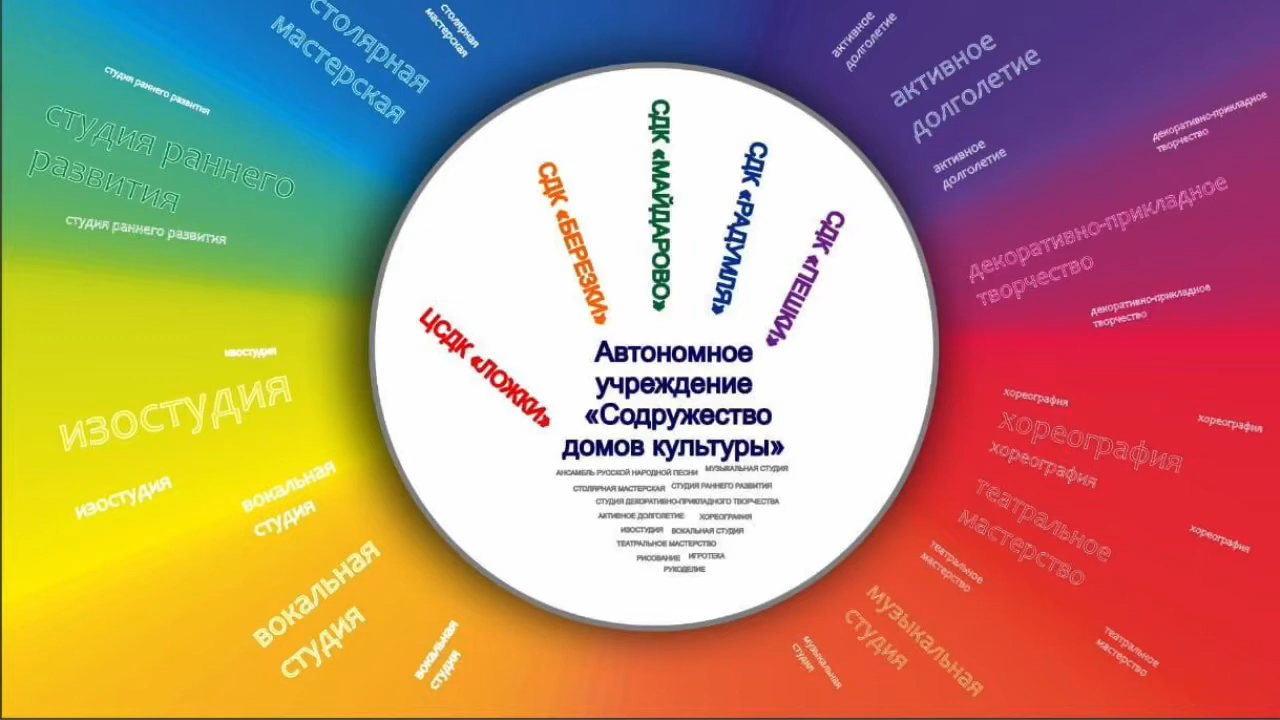 столярная
мастерская
столярная
мастерская
активное
долголетие
активное
долголетие
активное
долголетие
студия раннего развития
студия раннего
развития
студия раннего развития
декоративно-прикладное
творчество
декоративно-прикладное
творчество
декоративно-прикладное
творчество
ЦСДК «ЛОЖКИ»
СДК «БЕРЕЗКИ»
СДК «МАЙДАРОВО»
СДК «РАДУМЛЯ»
СДК «ПЕШКИ»
Автономное
учреждение
«Содружество
домов культуры»
АНСАМБЛЬ РУССКОЙ НАРОДНОЙ ПЕСНИ МУЗЫКАЛЬНАЯ СТУДИЯ
СТОЛЯРНАЯ МАСТЕРСКАЯ СТУДИЯ РАННЕГО РАЗВИТИЯ
СТУДИЯ ДЕКОРАТИВНО-ПРИКЛАДНОГО ТВОРЧЕСТВА
АКТИВНОЕ ДОЛГОЛЕТИЕ ХОРЕОГРАФИЯ
ИЗОСТУДИЯ ВОКАЛЬНАЯ СТУДИЯ
ТЕАТРАЛЬНОЕ МАСТЕРСТВО
РИСОВАНИЕ ИГРОТЕКА
РУКОДЕЛИЕ
изостудия
изостудия
изостудия
вокальная
студия
вокальная
студия
вокальная
студия
хореография
хореография
хореография
хореография
хореография
театральное
мастерство
театральное
мастерство
театральное
мастерство
музыкальная
студия
музыкальная
студия